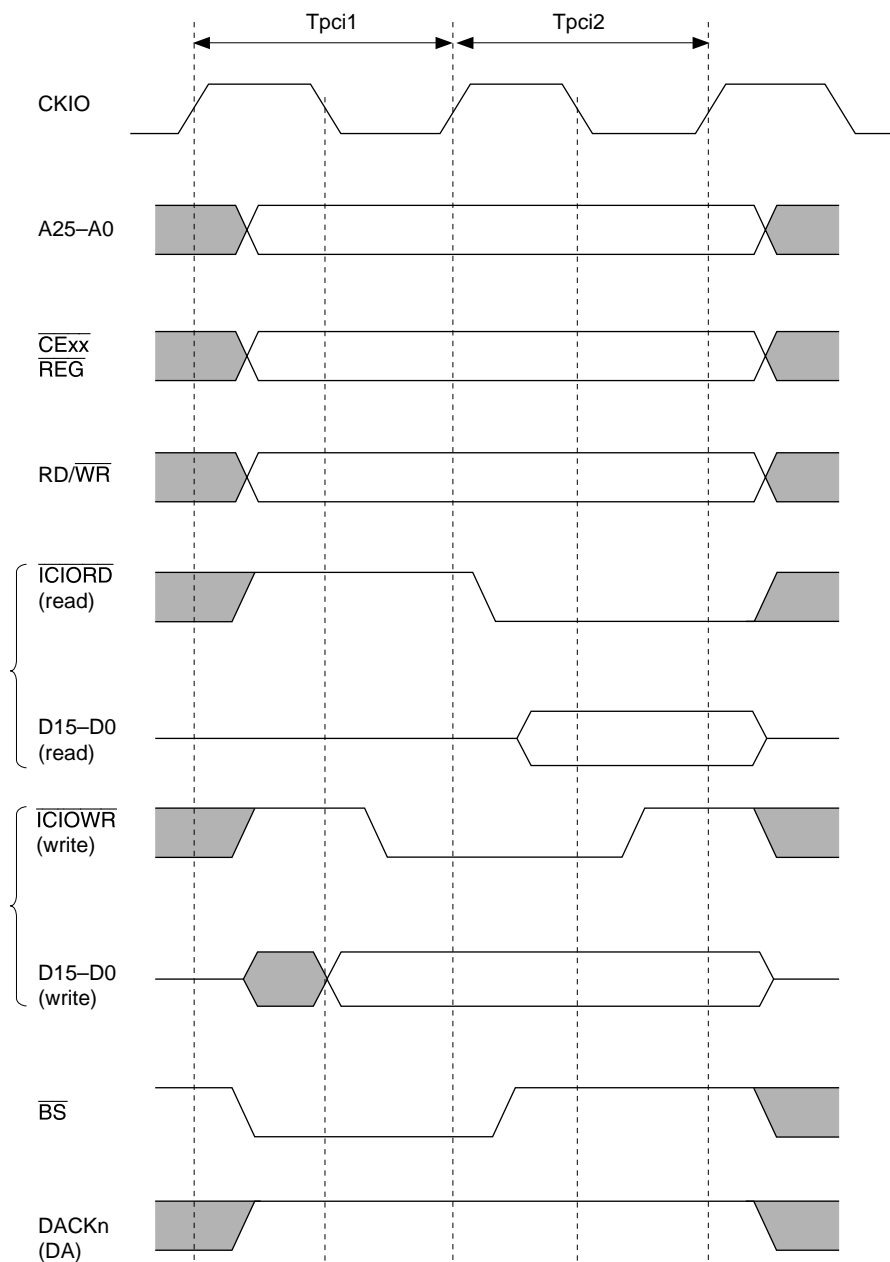 Tpci1 Tpci2
CKIO
A25–A0
CExx
REG
RD/WR
ICIORD
(read)
D15–D0
(read)
ICIOWR
(write)
D15–D0
(write)
BS
DACKn
(DA)